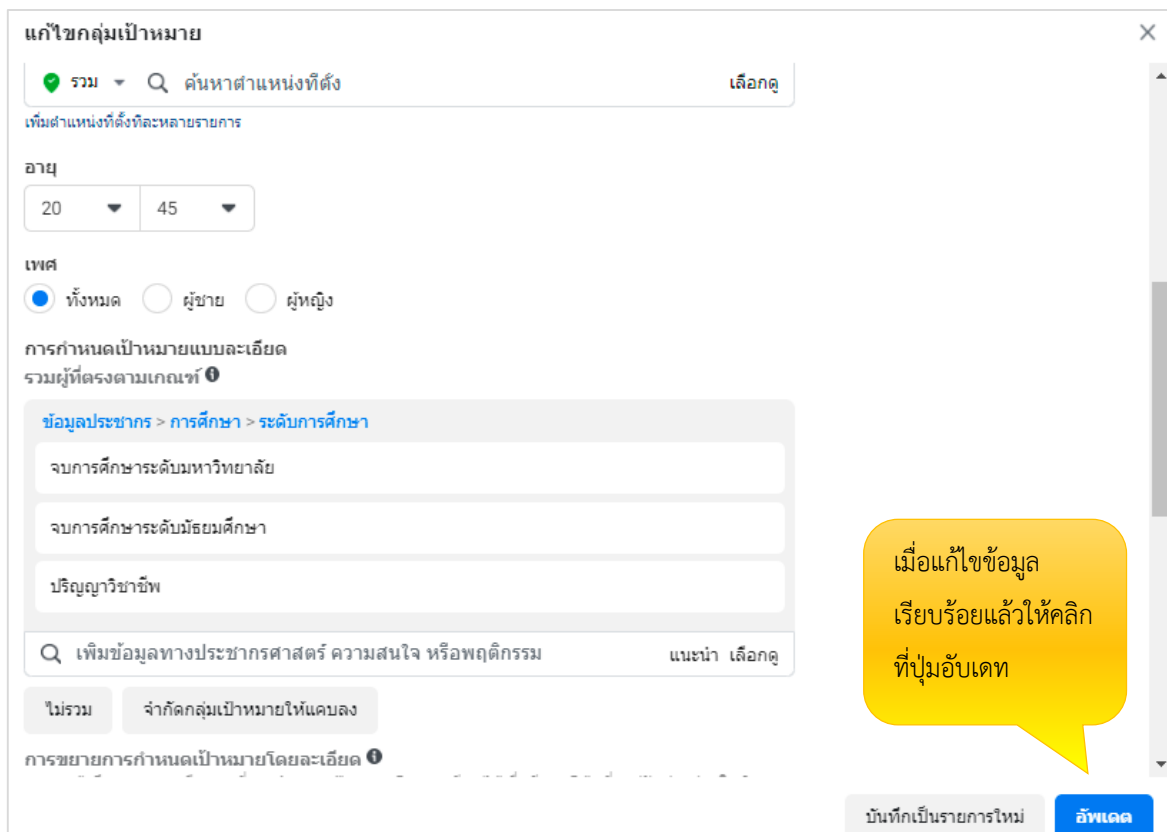 แก้ไขกลุ่มเป้าหมาย
รวม ค้นหาตำแหน่งที่ตั้ง เลือกดู
เพิ่มตำแหน่งที่ตั้งทีละหลายรายการ
อายุ
20 45
เพศ
ทั้งหมด ผู้ชาย ผู้หญิง
การกำหนดเป้าหมายแบบละเอียด
รวมผู้ที่ตรงตามเกณฑ์
ข้อมูลประชากร > การศึกษา > ระดับการศึกษา
จบการศึกษาระดับมหาวิทยาลัย
จบการศึกษาระดับมัธยมศึกษา
ปริญญาวิชาชีพ
เพิ่มข้อมูลทางประชากรศาสตร์ ความสนใจ หรือพฤติกรรม แนะนำ เลือกดู
ไม่รวม จำกัดกลุ่มเป้าหมายให้แคบลง
การขยายการกำหนดเป้าหมายโดยละเอียด
เมื่อแก้ไขข้อมูล
เรียบร้อยแล้วให้คลิก
ที่ปุ่มอับเดท
บันทึกเป็นรายการใหม่ อัพเดต